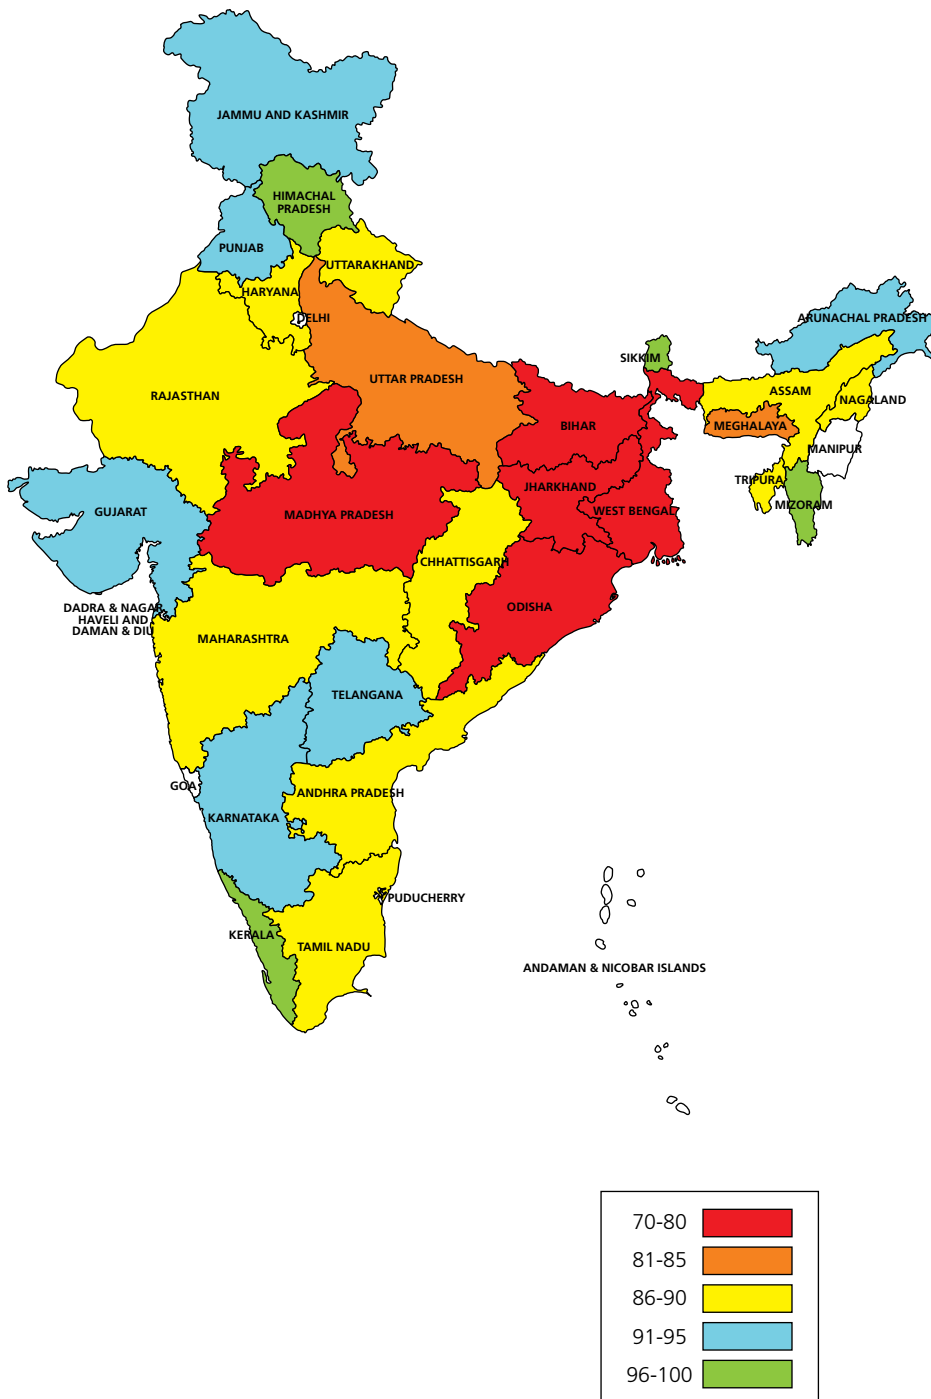 JAMMU AND KASHMIR
HIMACHAL
PRADESH
PUNJAB
UTTARAKHAND
HARYANA
DELHI
ARUNACHAL PRADESH
SIKKIM
UTTAR PRADESH
ASSAM
RAJASTHAN
NAGALAND
MEGHALAYA
BIHAR
MANIPUR
TRIPURA
JHARKHAND
MIZORAM
GUJARAT
WEST BENGAL
MADHYA PRADESH
CHHATTISGARH
ODISHA
DADRA & NAGAR
HAVELI AND
DAMAN & DIU
MAHARASHTRA
TELANGANA
GOA
ANDHRA PRADESH
KARNATAKA
PUDUCHERRY
KERALA
TAMIL NADU
ANDAMAN & NICOBAR ISLANDS
70-80
81-85
86-90
91-95
96-100